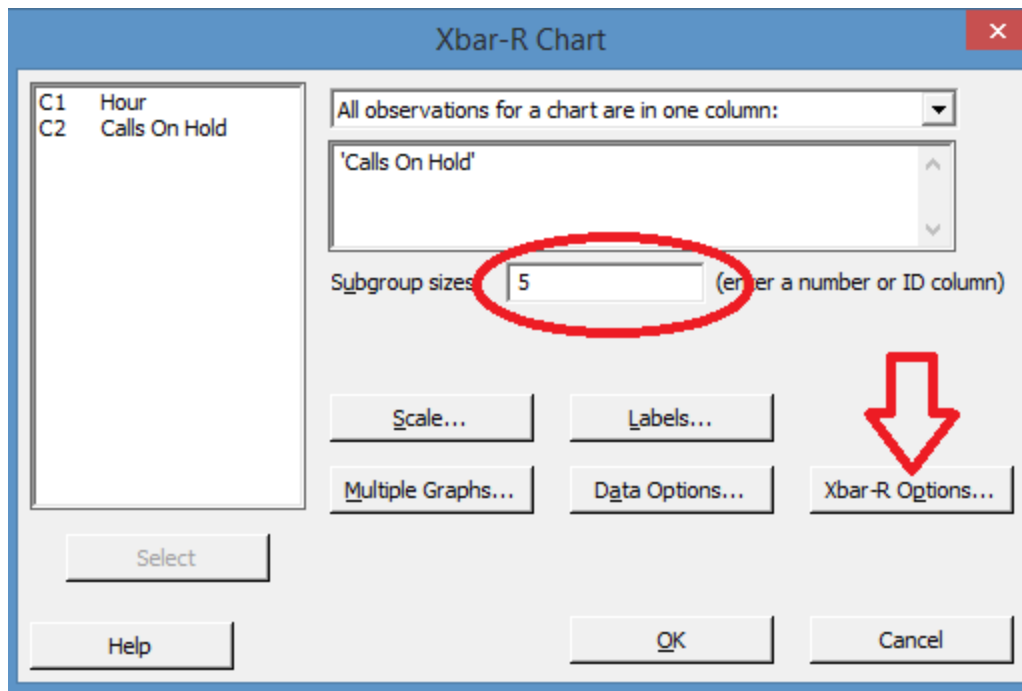 Xbar-R Chart
C1 Hour
C2 Calls On Hold
All observations for a chart are in one column:
'Calls On Hold'
Subgroup sizes 5 (enter a number or ID column)
Scale...
Labels...
Multiple Graphs...
Data Options...
Xbar-R Options...
Select
Help
OK
Cancel